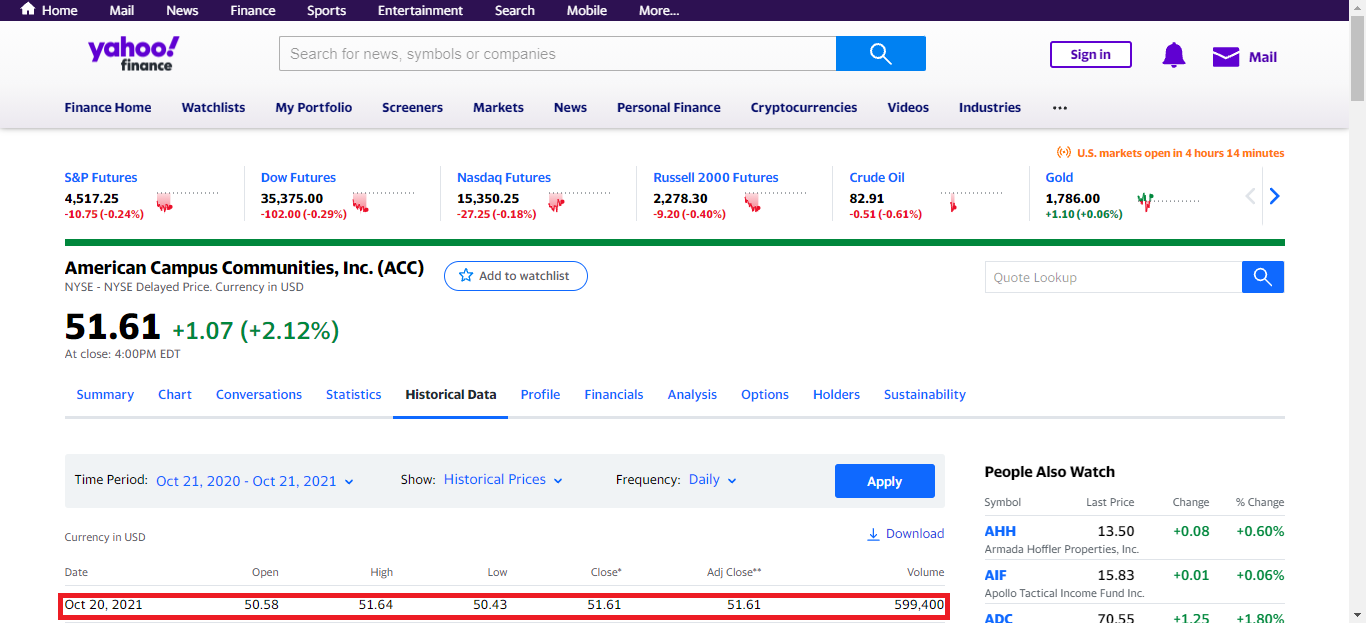 Home Mail News Finance Sports Entertainment Search Mobile More...
yahoo!
finance
Search for news, symbols or companies
Sign in
Mail
Finance Home Watchlists My Portfolio Screeners Markets News Personal Finance Cryptocurrencies Videos Industries ...
U.S. markets open in 4 hours 14 minutes
S&P Futures Dow Futures Nasdaq Futures Russell 2000 Futures Crude Oil Gold
4,517.25 35,375.00 15,350.25 2,278.30 82.91 1,786.00
-10.75 (-0.24%) -102.00 (-0.29%) -27.25 (-0.18%) -9.20 (-0.40%) -0.51 (-0.61%) +1.10 (+0.06%)
American Campus Communities, Inc. (ACC)
NYSE - NYSE Delayed Price. Currency in USD
Add to watchlist
Quote Lookup
51.61 +1.07 (+2.12%)
At close: 4:00PM EDT
Summary Chart Conversations Statistics Historical Data Profile Financials Analysis Options Holders Sustainability
Time Period: Oct 21, 2020 - Oct 21, 2021 Show: Historical Prices Frequency: Daily Apply
Currency in USD Download
Date Open High Low Close* Adj Close** Volume
Oct 20, 2021 50.58 51.64 50.43 51.61 51.61 599,400
People Also Watch
Symbol Last Price Change % Change
AHH 13.50 +0.08 +0.60%
Armada Hoffler Properties, Inc.
AIF 15.83 +0.01 +0.06%
Apollo Tactical Income Fund Inc.
ADC 70.55 +1.25 +1.80%